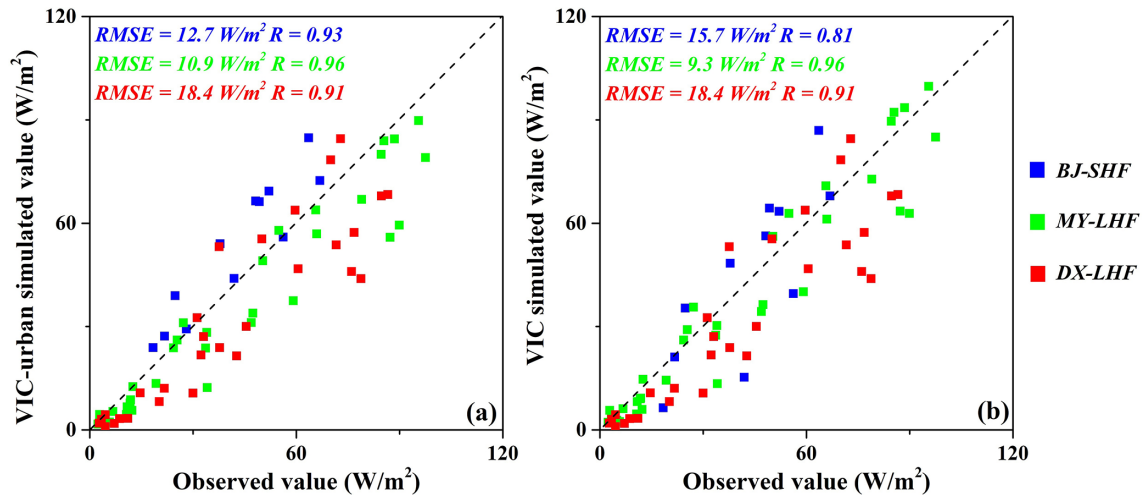 VIC-urban simulated value (W/m²)
120
60
0
RMSE = 12.7 W/m² R = 0.93
RMSE = 10.9 W/m² R = 0.96
RMSE = 18.4 W/m² R = 0.91
(a)
0 60 120
Observed value (W/m²)
VIC simulated value (W/m²)
120
60
0
RMSE = 15.7 W/m² R = 0.81
RMSE = 9.3 W/m² R = 0.96
RMSE = 18.4 W/m² R = 0.91
(b)
0 60 120
Observed value (W/m²)
BJ-SHF
MY-LHF
DX-LHF